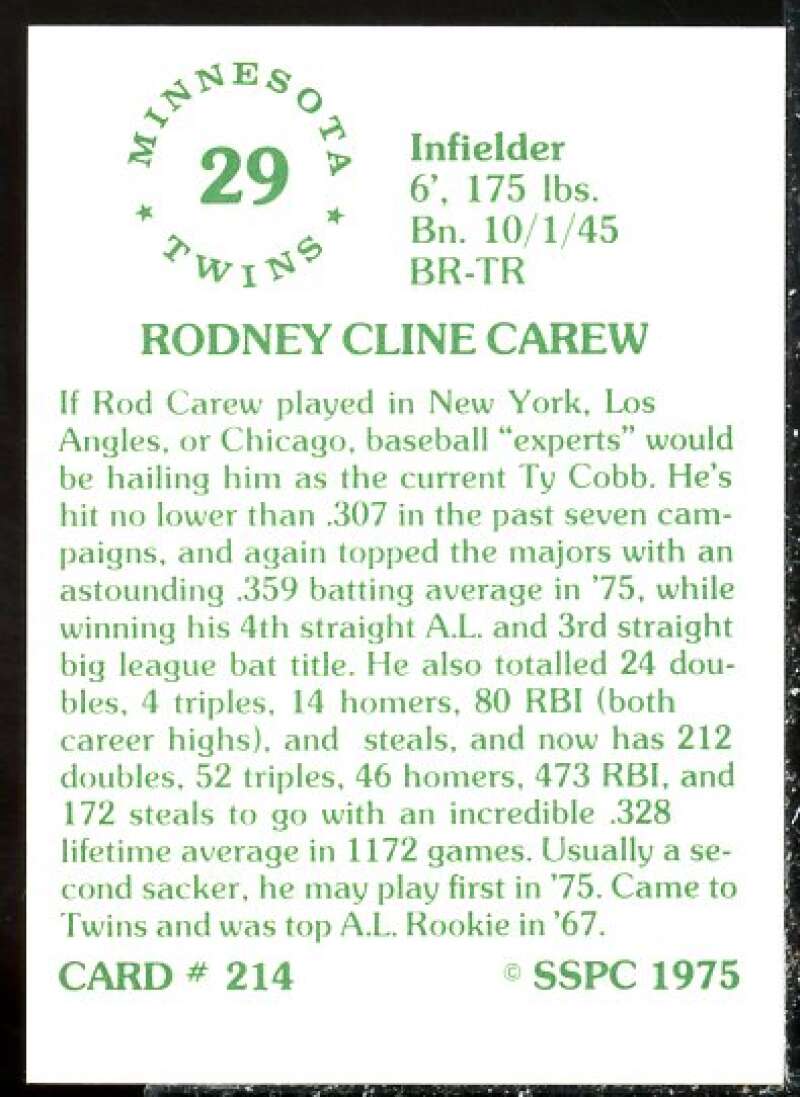 MINNESOTA
29
★ TWINS ★
Infielder
6', 175 lbs.
Bn. 10/1/45
BR-TR
RODNEY CLINE CAREW
If Rod Carew played in New York, Los
Angles, or Chicago, baseball “experts” would
be hailing him as the current Ty Cobb. He's
hit no lower than .307 in the past seven cam-
paigns, and again topped the majors with an
astounding .359 batting average in '75, while
winning his 4th straight A.L. and 3rd straight
big league bat title. He also totalled 24 dou-
bles, 4 triples, 14 homers, 80 RBI (both
career highs), and  steals, and now has 212
doubles, 52 triples, 46 homers, 473 RBI, and
172 steals to go with an incredible .328
lifetime average in 1172 games. Usually a se-
cond sacker, he may play first in '75. Came to
Twins and was top A.L. Rookie in '67.
CARD # 214
© SSPC 1975